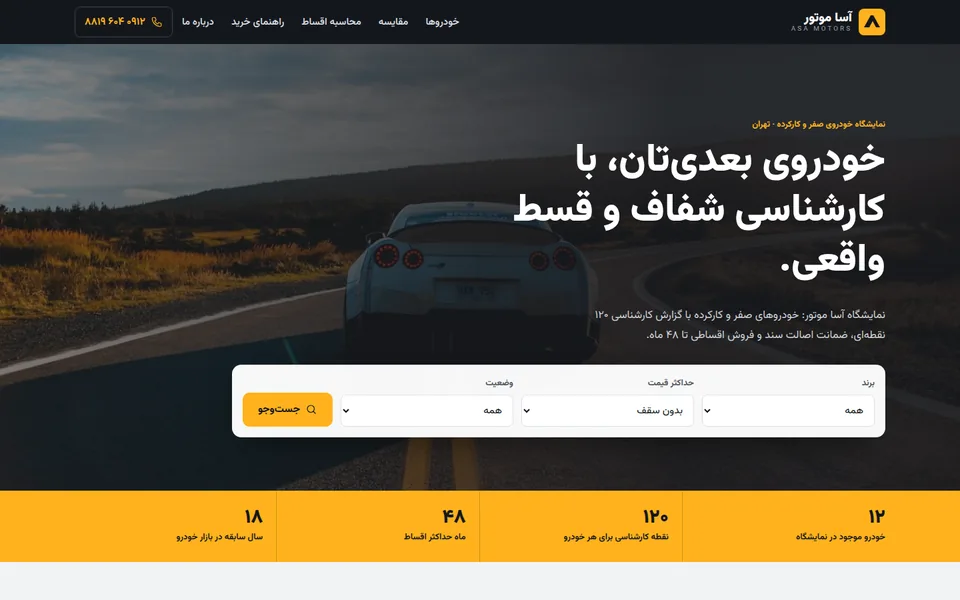 آسا موتور
ASA MOTORS
خودروها
مقایسه
محاسبه اقساط
راهنمای خرید
درباره ما
۰۹۱۲ ۶۰۴ ۸۸۱۹
نمایشگاه خودروی صفر و کارکرده · تهران
خودروی بعدی‌تان، با
کارشناسی شفاف و قسط
واقعی.
نمایشگاه آسا موتور: خودروهای صفر و کارکرده با گزارش کارشناسی ۱۲۰
نقطه‌ای، ضمانت اصالت سند و فروش اقساطی تا ۴۸ ماه.
برند
حداکثر قیمت
وضعیت
همه
بدون سقف
همه
جست‌وجو
۱۲
۱۲۰
۴۸
۱۸
خودرو موجود در نمایشگاه
نقطه کارشناسی برای هر خودرو
ماه حداکثر اقساط
سال سابقه در بازار خودرو